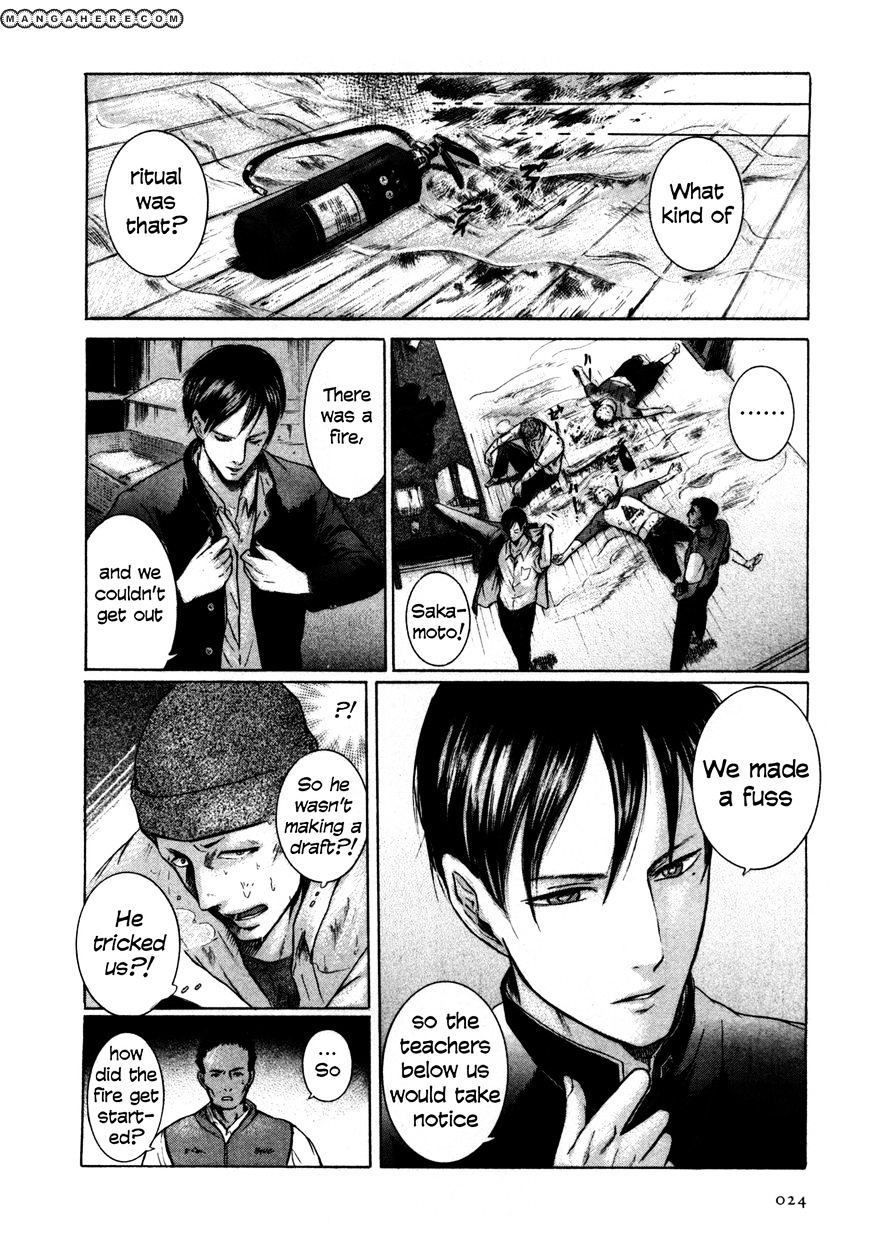 MANGAHERE.COM
What
kind of
ritual
was
that?
......
Saka-
moto!
There
was a
fire,
and we
couldn't
get out
We made
a fuss
so the
teachers
below us
would take
notice
?!
So he
wasn't
making a
draft?!
He
tricked
us?!
...
So
how
did the
fire get
start-
ed?
024